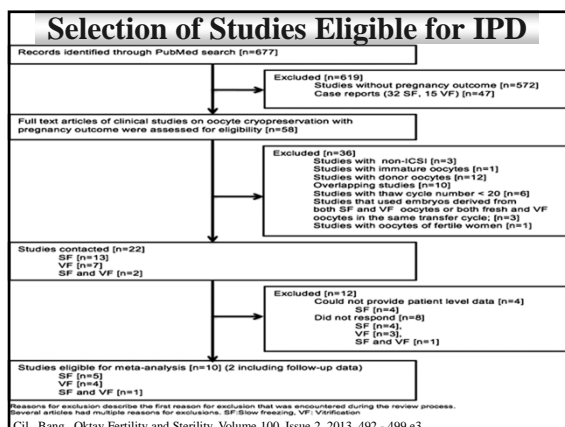 Selection of Studies Eligible for IPD
Records identified through PubMed search [n=677]
Excluded [n=619]
Studies without pregnancy outcome [n=572]
Case reports (32 SF, 15 VF) [n=47]
Full text articles of clinical studies on oocyte cryopreservation with
pregnancy outcome were assessed for eligibility [n=58]
Excluded [n=36]
Studies with non-ICSI [n=3]
Studies with immature oocytes [n=1]
Studies with donor oocytes [n=12]
Overlapping studies [n=10]
Studies with thaw cycle number < 20 [n=6]
Studies that used embryos derived from
both SF and VF oocytes or both fresh and VF
oocytes in the same transfer cycle; [n=3]
Studies with oocytes of fertile women [n=1]
Studies contacted [n=22]
SF [n=13]
VF [n=7]
SF and VF [n=2]
Excluded [n=12]
Could not provide patient level data [n=4]
SF [n=4]
Did not respond [n=8]
SF [n=4],
VF [n=3],
SF and VF [n=1]
Studies eligible for meta-analysis [n=10] (2 including follow-up data)
SF [n=5]
VF [n=4]
SF and VF [n=1]
Reasons for exclusion describe the first reason for exclusion that was encountered during the review process.
Several articles had multiple reasons for exclusions. SF:Slow freezing, VF: Vitrification
Cil , Bang , Oktay Fertility and Sterility, Volume 100, Issue 2, 2013, 492 - 499.e3